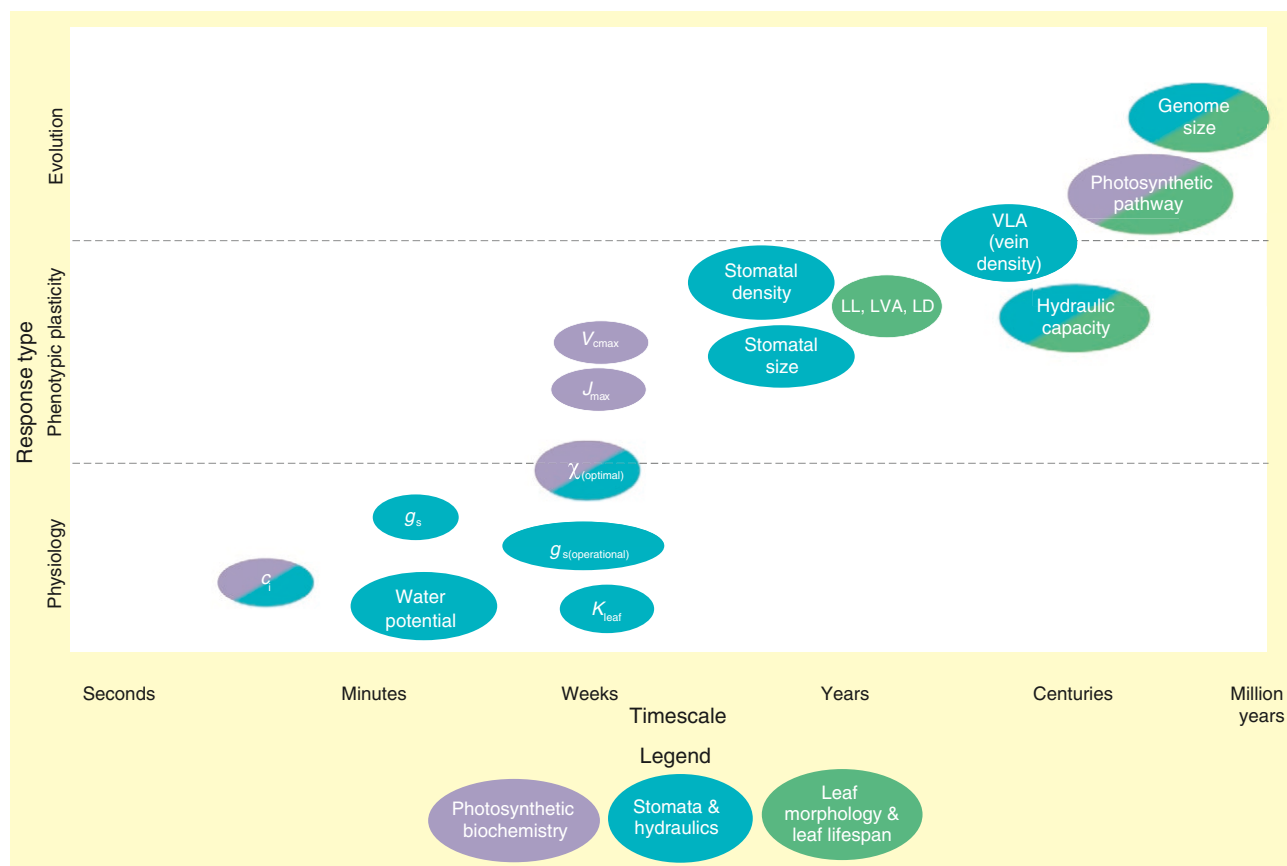 Evolution
Phenotypic plasticity
Physiology
Response type
Genome
size
Photosynthetic
pathway
VLA
(vein
density)
Stomatal
density
LL, LVA, LD
Hydraulic
capacity
Stomatal
size
Vcmax
Jmax
χ(optimal)
gs
gs(operational)
ci
Water
potential
Kleaf
Seconds
Minutes
Weeks
Years
Centuries
Million
years
Timescale
Legend
Photosynthetic
biochemistry
Stomata &
hydraulics
Leaf
morphology &
leaf lifespan